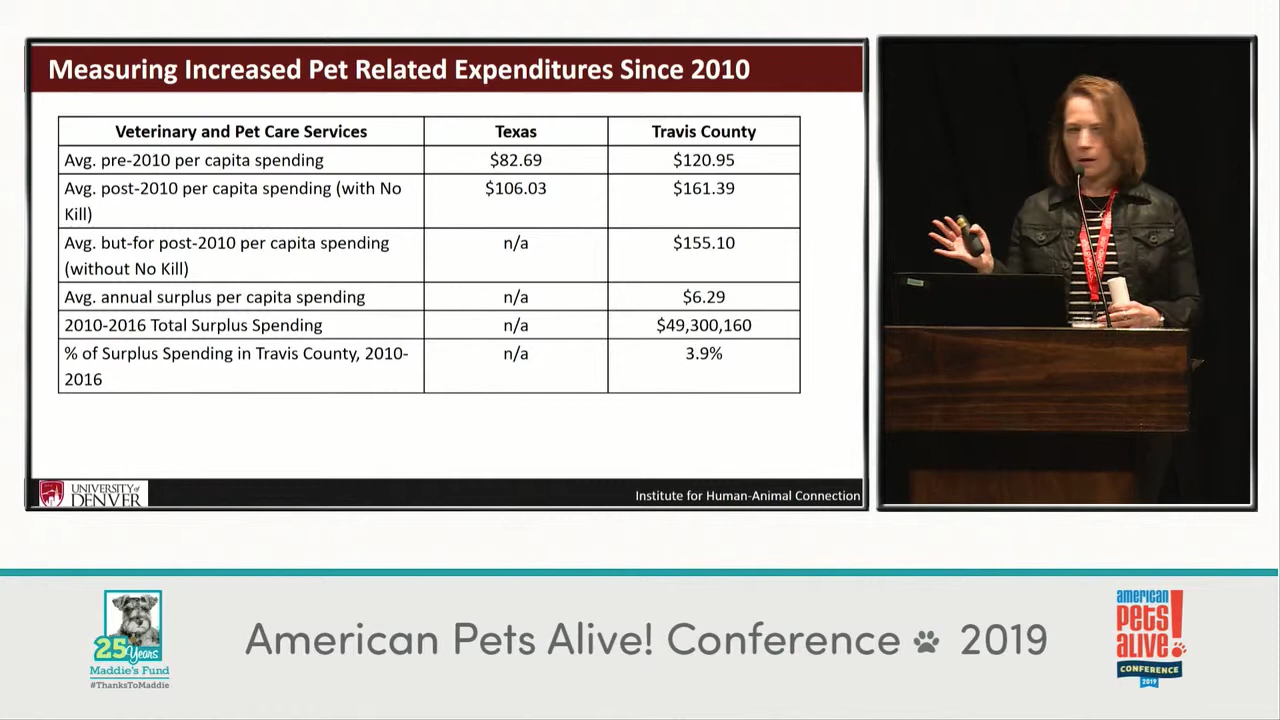 Measuring Increased Pet Related Expenditures Since 2010
Veterinary and Pet Care Services Texas Travis County
Avg. pre-2010 per capita spending $82.69 $120.95
Avg. post-2010 per capita spending (with No $106.03 $161.39
Kill)
Avg. but-for post-2010 per capita spending n/a $155.10
(without No Kill)
Avg. annual surplus per capita spending n/a $6.29
2010-2016 Total Surplus Spending n/a $49,300,160
% of Surplus Spending in Travis County, 2010- n/a 3.9%
2016
UNIVERSITY of
DENVER
Institute for Human-Animal Connection
25 Years
Maddie's Fund
#ThanksToMaddie
American Pets Alive! Conference 2019
american
pets
alive!
CONFERENCE
2019